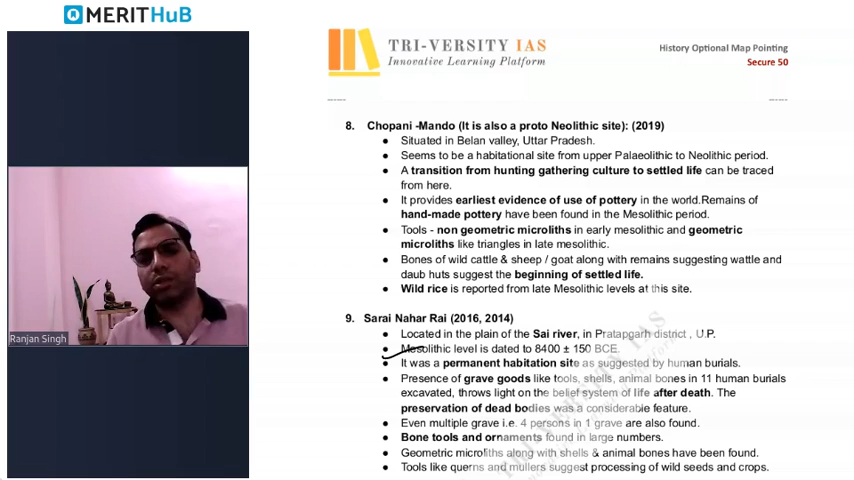 MERITHUB
TRI-VERSITY IAS
Innovative Learning Platform
History Optional Map Pointing
Secure 50
8. Chopani -Mando (It is also a proto Neolithic site): (2019)
● Situated in Belan valley, Uttar Pradesh.
● Seems to be a habitational site from upper Palaeolithic to Neolithic period.
● A transition from hunting gathering culture to settled life can be traced
from here.
● It provides earliest evidence of use of pottery in the world.Remains of
hand-made pottery have been found in the Mesolithic period.
● Tools - non geometric microliths in early mesolithic and geometric
microliths like triangles in late mesolithic.
● Bones of wild cattle & sheep / goat along with remains suggesting wattle and
daub huts suggest the beginning of settled life.
● Wild rice is reported from late Mesolithic levels at this site.
9. Sarai Nahar Rai (2016, 2014)
● Located in the plain of the Sai river, in Pratapgarh district , U.P.
● Mesolithic level is dated to 8400 ± 150 BCE.
● It was a permanent habitation site as suggested by human burials.
● Presence of grave goods like tools, shells, animal bones in 11 human burials
excavated, throws light on the belief system of life after death. The
preservation of dead bodies was a considerable feature.
● Even multiple grave i.e. 4 persons in 1 grave are also found.
● Bone tools and ornaments found in large numbers.
● Geometric microliths along with shells & animal bones have been found.
● Tools like querns and mullers suggest processing of wild seeds and crops.
Ranjan Singh
TRIVERSITY IAS